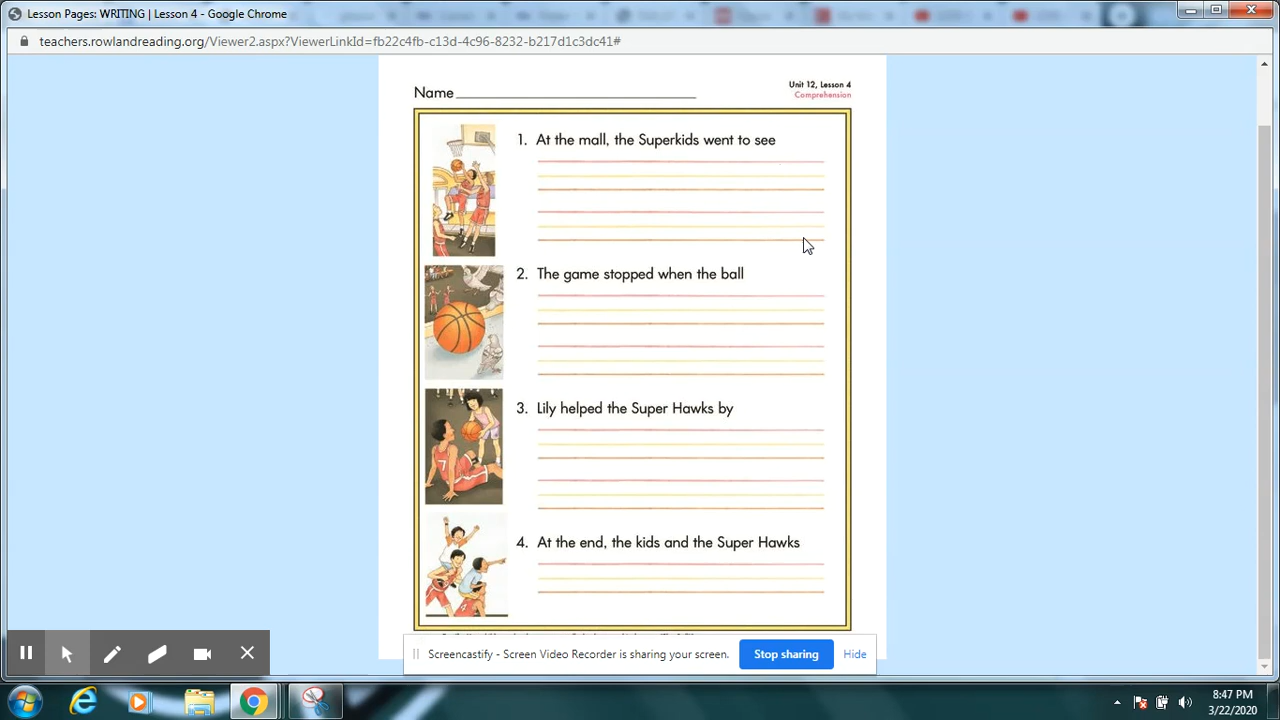 Lesson Pages: WRITING | Lesson 4 - Google Chrome
teachers.rowlandreading.org/Viewer2.aspx?ViewerLinkId=fb22c4fb-c13d-4c96-8232-b217d1c3dc41#
Name
Unit 12, Lesson 4
Comprehension
1. At the mall, the Superkids went to see
2. The game stopped when the ball
3. Lily helped the Super Hawks by
4. At the end, the kids and the Super Hawks
Screencastify - Screen Video Recorder is sharing your screen.
Stop sharing
Hide
8:47 PM
3/22/2020